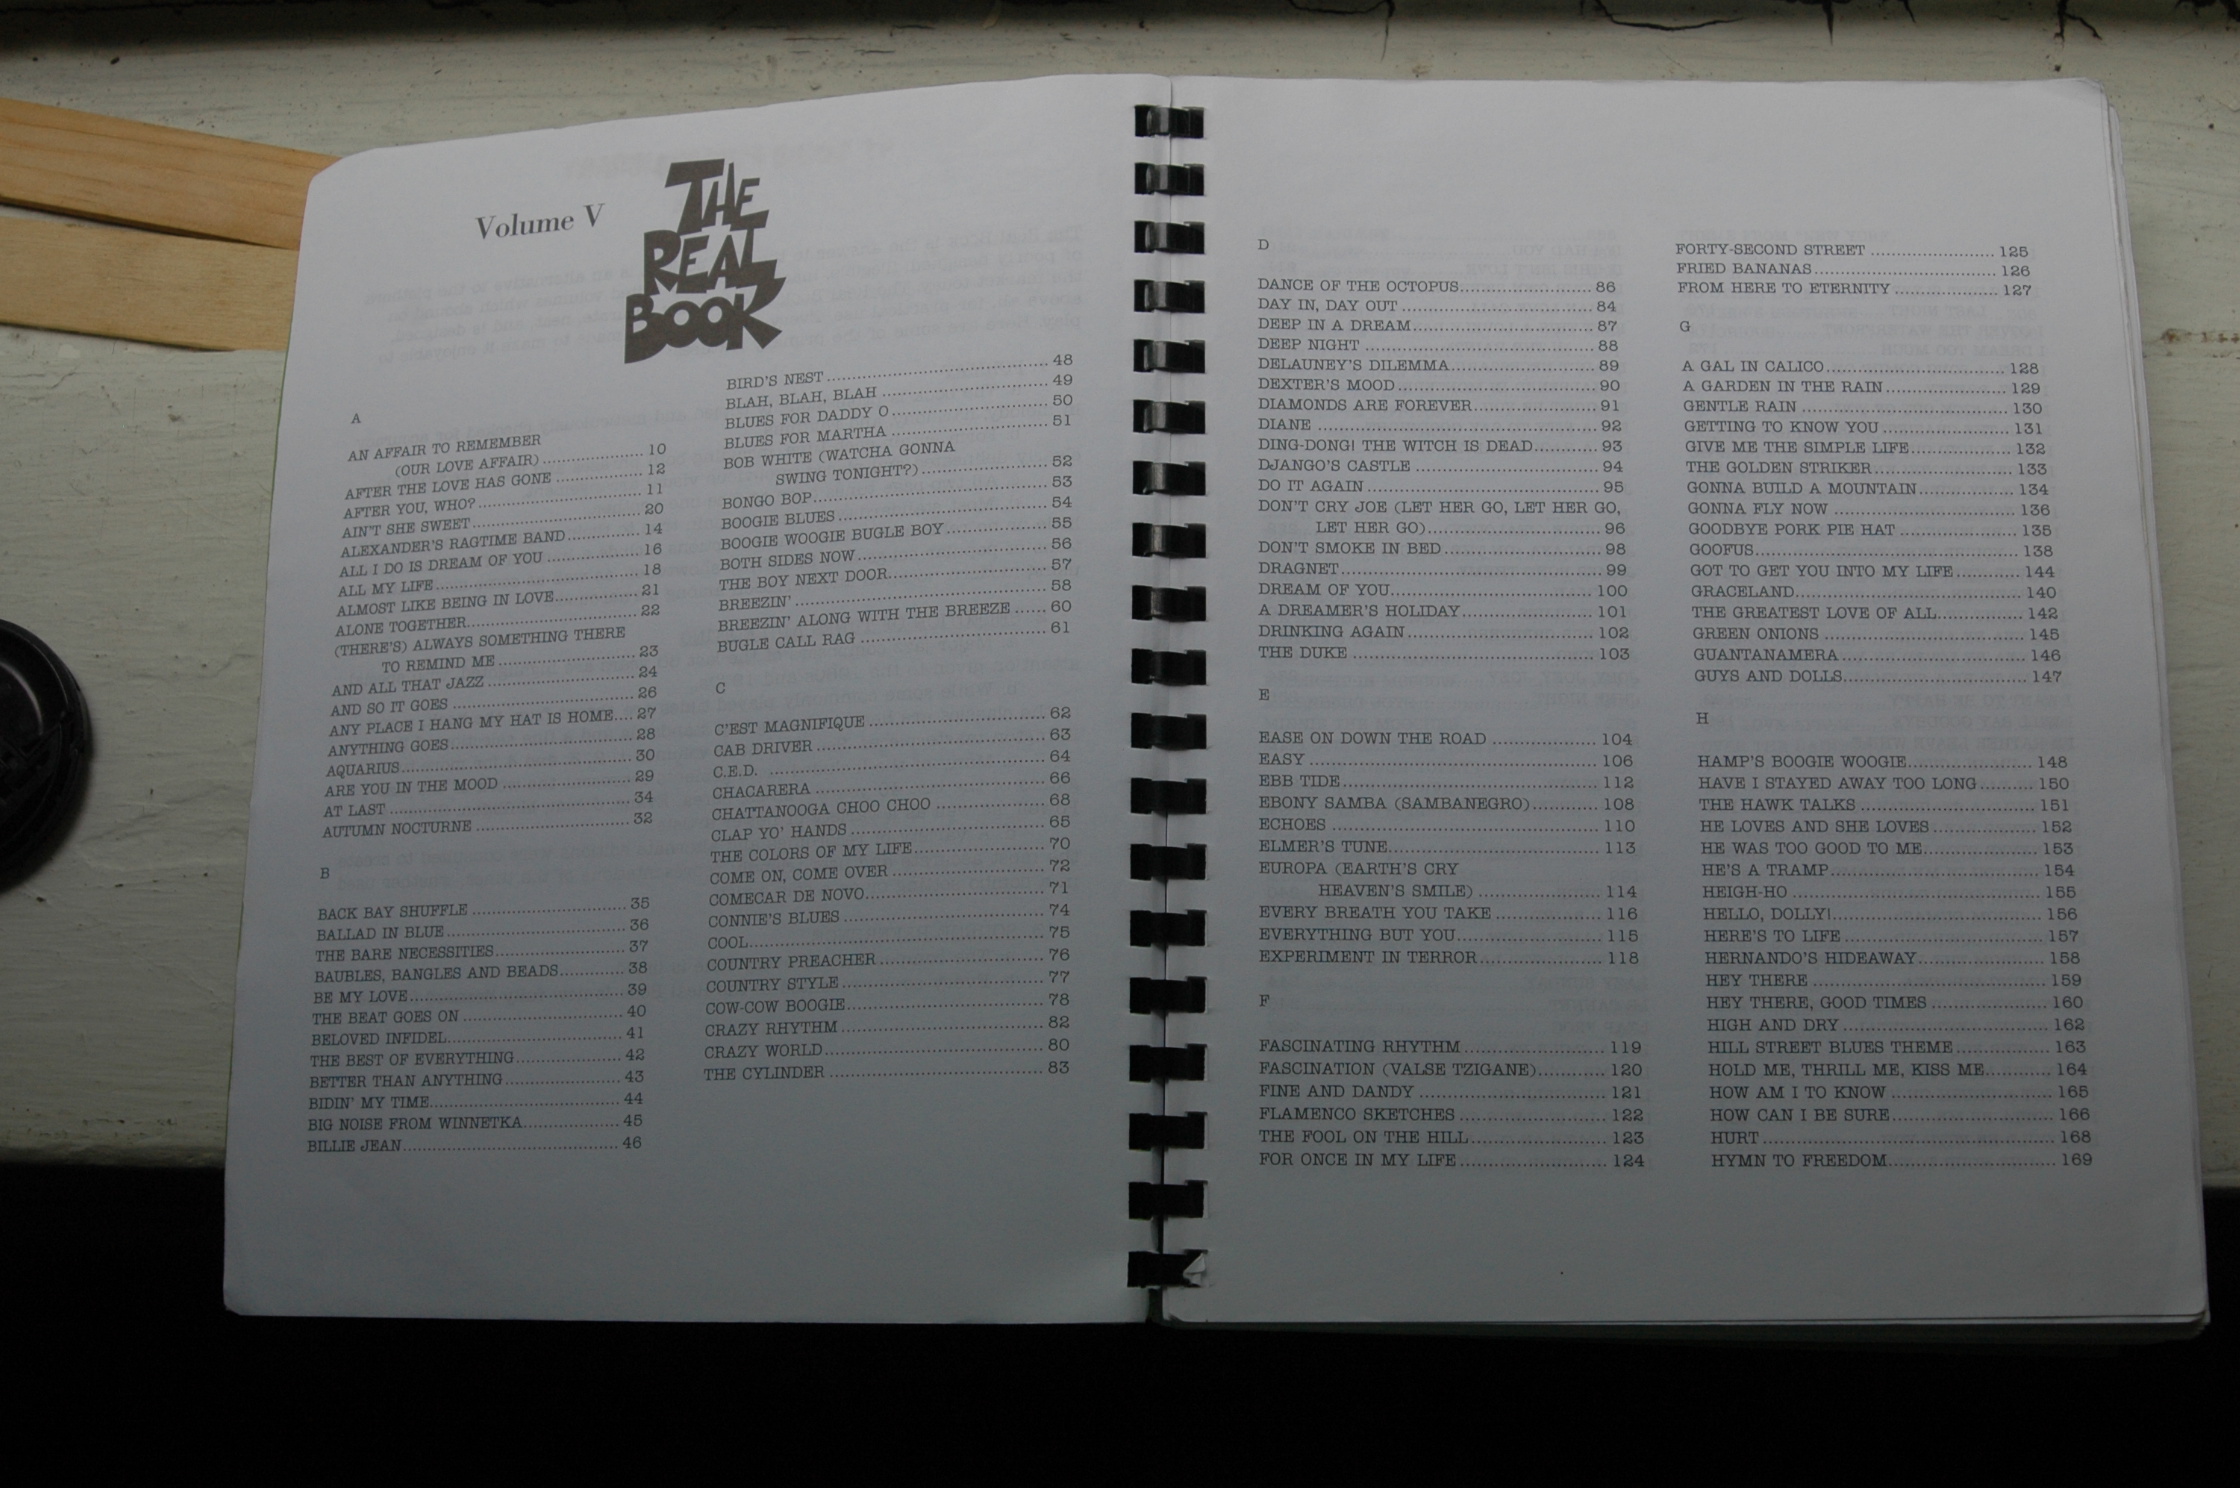 Volume V
THE
REAL
BOOK
A
AN AFFAIR TO REMEMBER
(OUR LOVE AFFAIR) 10
AFTER THE LOVE HAS GONE 12
AFTER YOU, WHO? 11
AIN'T SHE SWEET 20
ALEXANDER'S RAGTIME BAND 14
ALL I DO IS DREAM OF YOU 16
ALL MY LIFE 18
ALMOST LIKE BEING IN LOVE 21
ALONE TOGETHER 22
(THERE'S) ALWAYS SOMETHING THERE
TO REMIND ME 23
AND ALL THAT JAZZ 24
AND SO IT GOES 26
ANY PLACE I HANG MY HAT IS HOME 27
ANYTHING GOES 28
AQUARIUS 30
ARE YOU IN THE MOOD 29
AT LAST 34
AUTUMN NOCTURNE 32
B
BACK BAY SHUFFLE 35
BALLAD IN BLUE 36
THE BARE NECESSITIES 37
BAUBLES, BANGLES AND BEADS 38
BE MY LOVE 39
THE BEAT GOES ON 40
BELOVED INFIDEL 41
THE BEST OF EVERYTHING 42
BETTER THAN ANYTHING 43
BIDIN' MY TIME 44
BIG NOISE FROM WINNETKA 45
BILLIE JEAN 46
BIRD'S NEST 48
BLAH, BLAH, BLAH 49
BLUES FOR DADDY O 50
BLUES FOR MARTHA 51
BOB WHITE (WATCHA GONNA
SWING TONIGHT?) 52
BONGO BOP 53
BOOGIE BLUES 54
BOOGIE WOOGIE BUGLE BOY 55
BOTH SIDES NOW 56
THE BOY NEXT DOOR 57
BREEZIN' 58
BREEZIN' ALONG WITH THE BREEZE 60
BUGLE CALL RAG 61
C
C'EST MAGNIFIQUE 62
CAB DRIVER 63
C.E.D. 64
CHACARERA 66
CHATTANOOGA CHOO CHOO 68
CLAP YO' HANDS 65
THE COLORS OF MY LIFE 70
COME ON, COME OVER 72
COMECAR DE NOVO 71
CONNIE'S BLUES 74
COOL 75
COUNTRY PREACHER 76
COUNTRY STYLE 77
COW-COW BOOGIE 78
CRAZY RHYTHM 82
CRAZY WORLD 80
THE CYLINDER 83
D
DANCE OF THE OCTOPUS 86
DAY IN, DAY OUT 84
DEEP IN A DREAM 87
DEEP NIGHT 88
DELAUNEY'S DILEMMA 89
DEXTER'S MOOD 90
DIAMONDS ARE FOREVER 91
DIANE 92
DING-DONG! THE WITCH IS DEAD 93
DJANGO'S CASTLE 94
DO IT AGAIN 95
DON'T CRY JOE (LET HER GO, LET HER GO,
LET HER GO) 96
DON'T SMOKE IN BED 98
DRAGNET 99
DREAM OF YOU 100
A DREAMER'S HOLIDAY 101
DRINKING AGAIN 102
THE DUKE 103
E
EASE ON DOWN THE ROAD 104
EASY 106
EBB TIDE 112
EBONY SAMBA (SAMBANEGRO) 108
ECHOES 110
ELMER'S TUNE 113
EUROPA (EARTH'S CRY
HEAVEN'S SMILE) 114
EVERY BREATH YOU TAKE 116
EVERYTHING BUT YOU 115
EXPERIMENT IN TERROR 118
F
FASCINATING RHYTHM 119
FASCINATION (VALSE TZIGANE) 120
FINE AND DANDY 121
FLAMENCO SKETCHES 122
THE FOOL ON THE HILL 123
FOR ONCE IN MY LIFE 124
FORTY-SECOND STREET 125
FRIED BANANAS 126
FROM HERE TO ETERNITY 127
G
A GAL IN CALICO 128
A GARDEN IN THE RAIN 129
GENTLE RAIN 130
GETTING TO KNOW YOU 131
GIVE ME THE SIMPLE LIFE 132
THE GOLDEN STRIKER 133
GONNA BUILD A MOUNTAIN 134
GONNA FLY NOW 136
GOODBYE PORK PIE HAT 135
GOOFUS 138
GOT TO GET YOU INTO MY LIFE 144
GRACELAND 140
THE GREATEST LOVE OF ALL 142
GREEN ONIONS 145
GUANTANAMERA 146
GUYS AND DOLLS 147
H
HAMP'S BOOGIE WOOGIE 148
HAVE I STAYED AWAY TOO LONG 150
THE HAWK TALKS 151
HE LOVES AND SHE LOVES 152
HE WAS TOO GOOD TO ME 153
HE'S A TRAMP 154
HEIGH-HO 155
HELLO, DOLLY! 156
HERE'S TO LIFE 157
HERNANDO'S HIDEAWAY 158
HEY THERE 159
HEY THERE, GOOD TIMES 160
HIGH AND DRY 162
HILL STREET BLUES THEME 163
HOLD ME, THRILL ME, KISS ME 164
HOW AM I TO KNOW 165
HOW CAN I BE SURE 166
HURT 168
HYMN TO FREEDOM 169